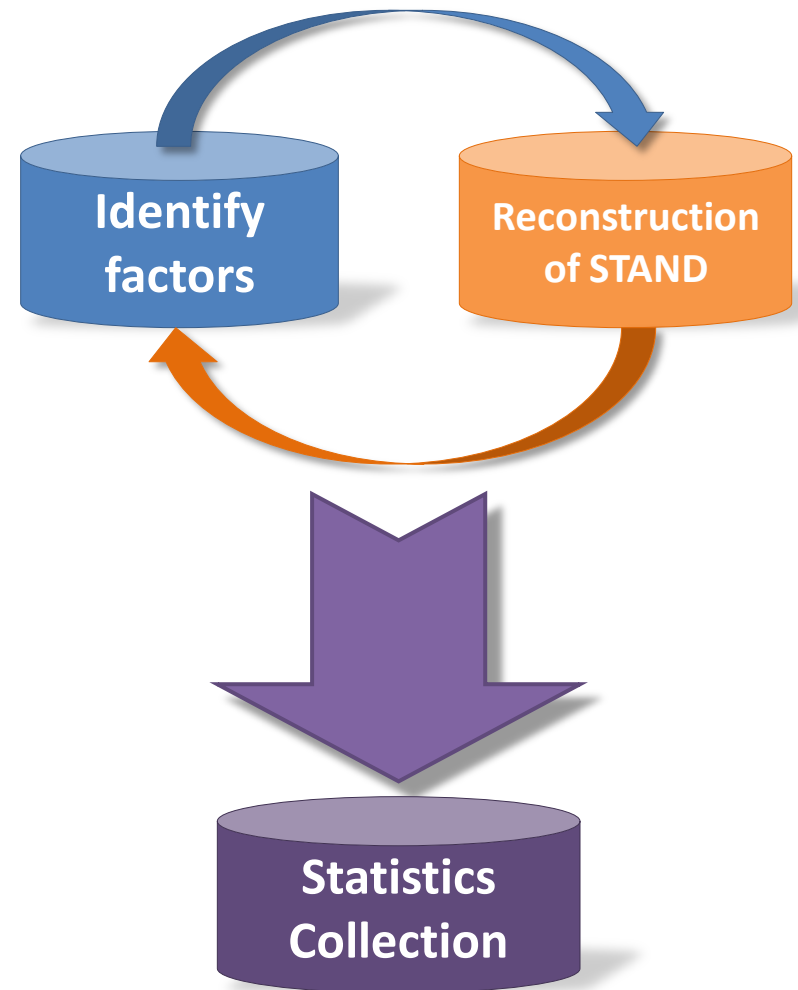 Identify
factors
Reconstruction
of STAND
Statistics
Collection